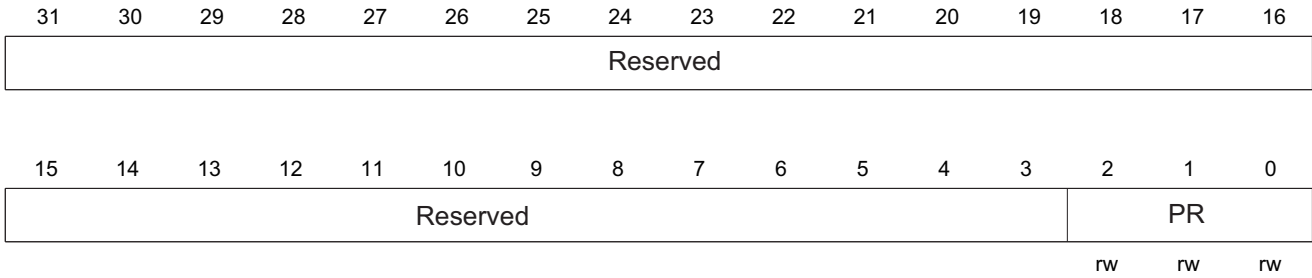 31 30 29 28 27 26 25 24 23 22 21 20 19 18 17 16
Reserved
15 14 13 12 11 10 9 8 7 6 5 4 3 2 1 0
Reserved PR
rw rw rw